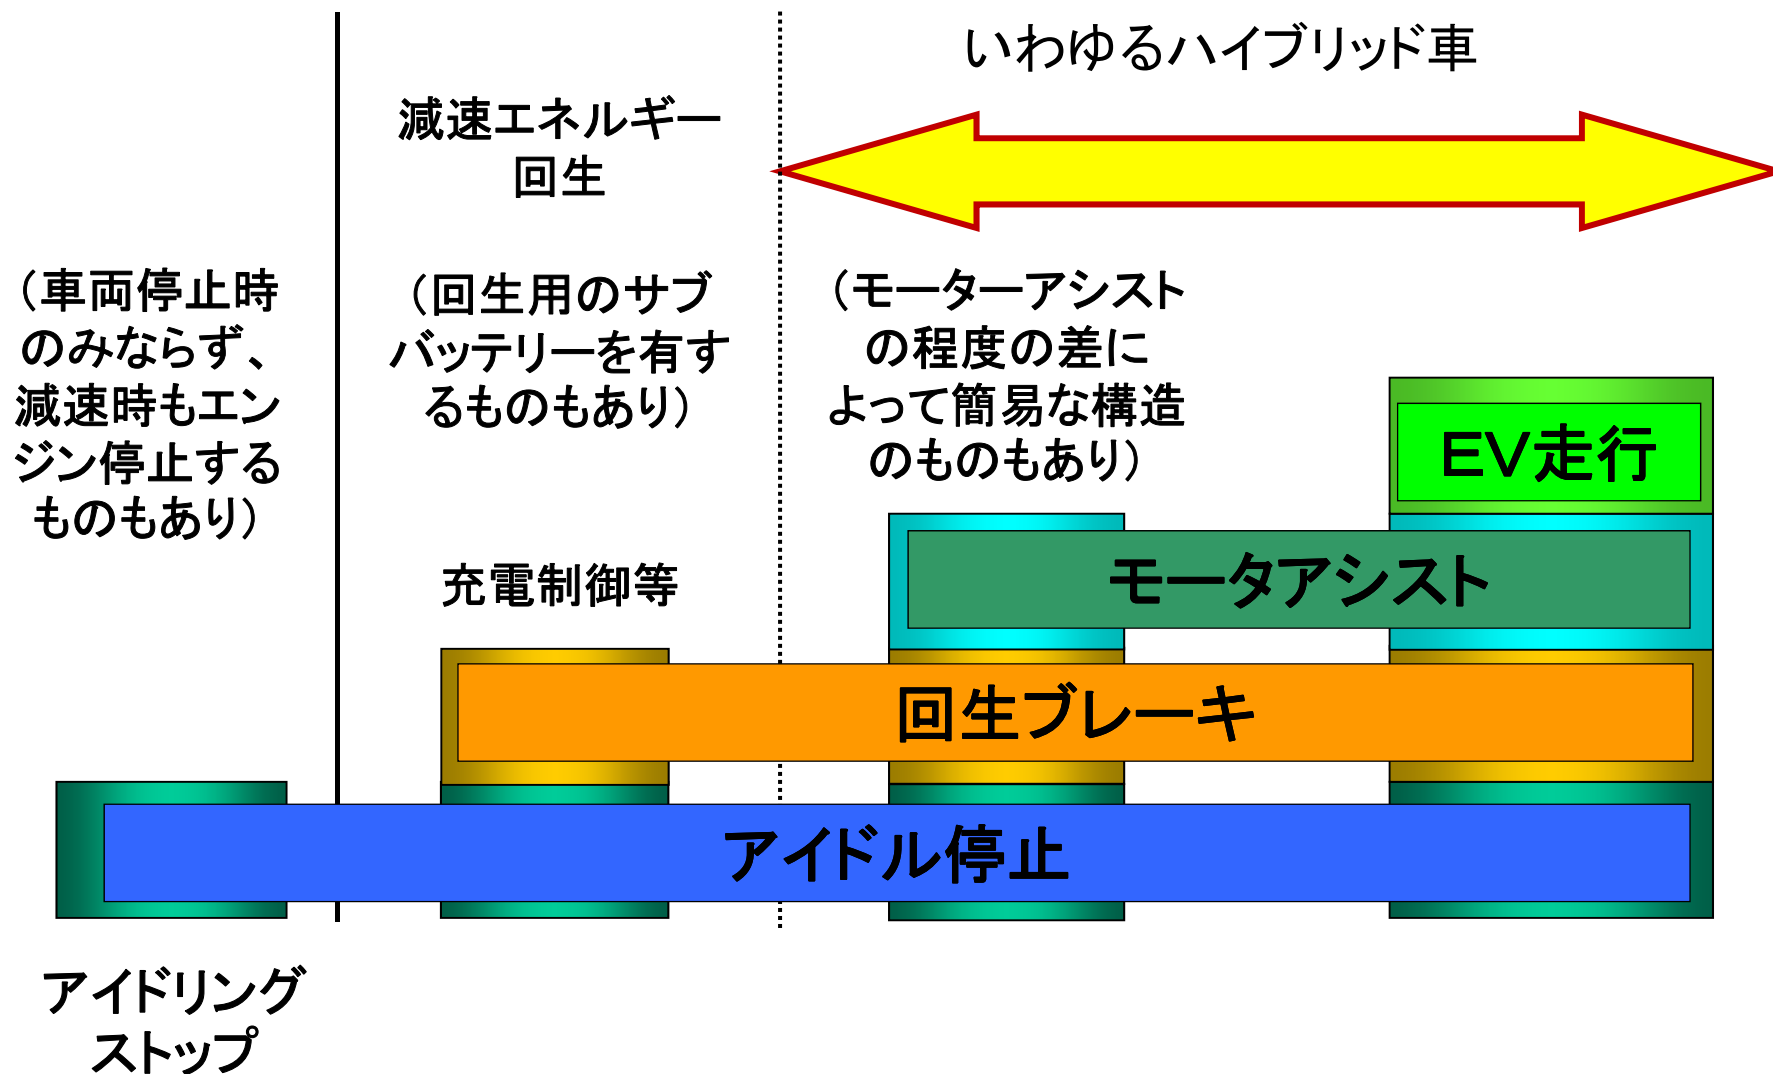 いわゆるハイブリッド車
減速エネルギー
回生
（車両停止時
のみならず、
減速時もエン
ジン停止する
ものもあり）
（回生用のサブ
バッテリーを有す
るものもあり）
（モーターアシスト
の程度の差に
よって簡易な構造
のものもあり）
EV走行
モータアシスト
充電制御等
回生ブレーキ
アイドル停止
アイドリング
ストップ